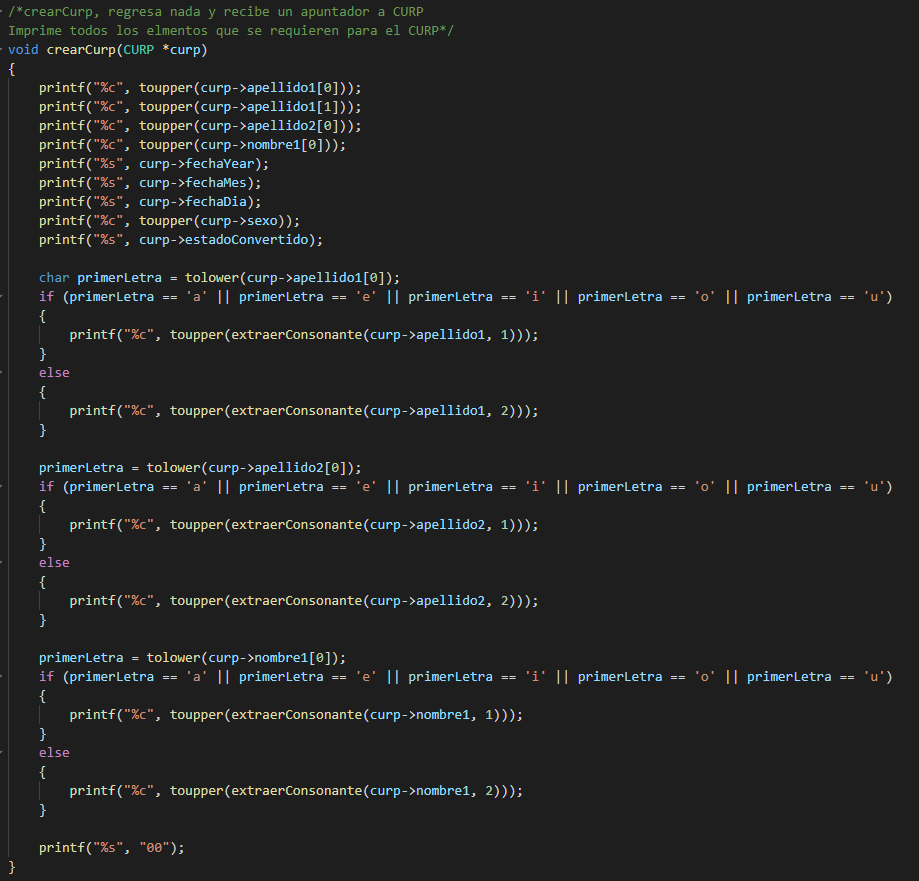 /*crearCurp, regresa nada y recibe un apuntador a CURP
Imprime todos los elmentos que se requieren para el CURP*/
void crearCurp(CURP *curp)
{
    printf("%c", toupper(curp->apellido1[0]));
    printf("%c", toupper(curp->apellido1[1]));
    printf("%c", toupper(curp->apellido2[0]));
    printf("%c", toupper(curp->nombre1[0]));
    printf("%s", curp->fechaYear);
    printf("%s", curp->fechaMes);
    printf("%s", curp->fechaDia);
    printf("%c", toupper(curp->sexo));
    printf("%s", curp->estadoConvertido);

    char primerLetra = tolower(curp->apellido1[0]);
    if (primerLetra == 'a' || primerLetra == 'e' || primerLetra == 'i' || primerLetra == 'o' || primerLetra == 'u')
    {
        printf("%c", toupper(extraerConsonante(curp->apellido1, 1)));
    }
    else
    {
        printf("%c", toupper(extraerConsonante(curp->apellido1, 2)));
    }

    primerLetra = tolower(curp->apellido2[0]);
    if (primerLetra == 'a' || primerLetra == 'e' || primerLetra == 'i' || primerLetra == 'o' || primerLetra == 'u')
    {
        printf("%c", toupper(extraerConsonante(curp->apellido2, 1)));
    }
    else
    {
        printf("%c", toupper(extraerConsonante(curp->apellido2, 2)));
    }

    primerLetra = tolower(curp->nombre1[0]);
    if (primerLetra == 'a' || primerLetra == 'e' || primerLetra == 'i' || primerLetra == 'o' || primerLetra == 'u')
    {
        printf("%c", toupper(extraerConsonante(curp->nombre1, 1)));
    }
    else
    {
        printf("%c", toupper(extraerConsonante(curp->nombre1, 2)));
    }

    printf("%s", "00");
}